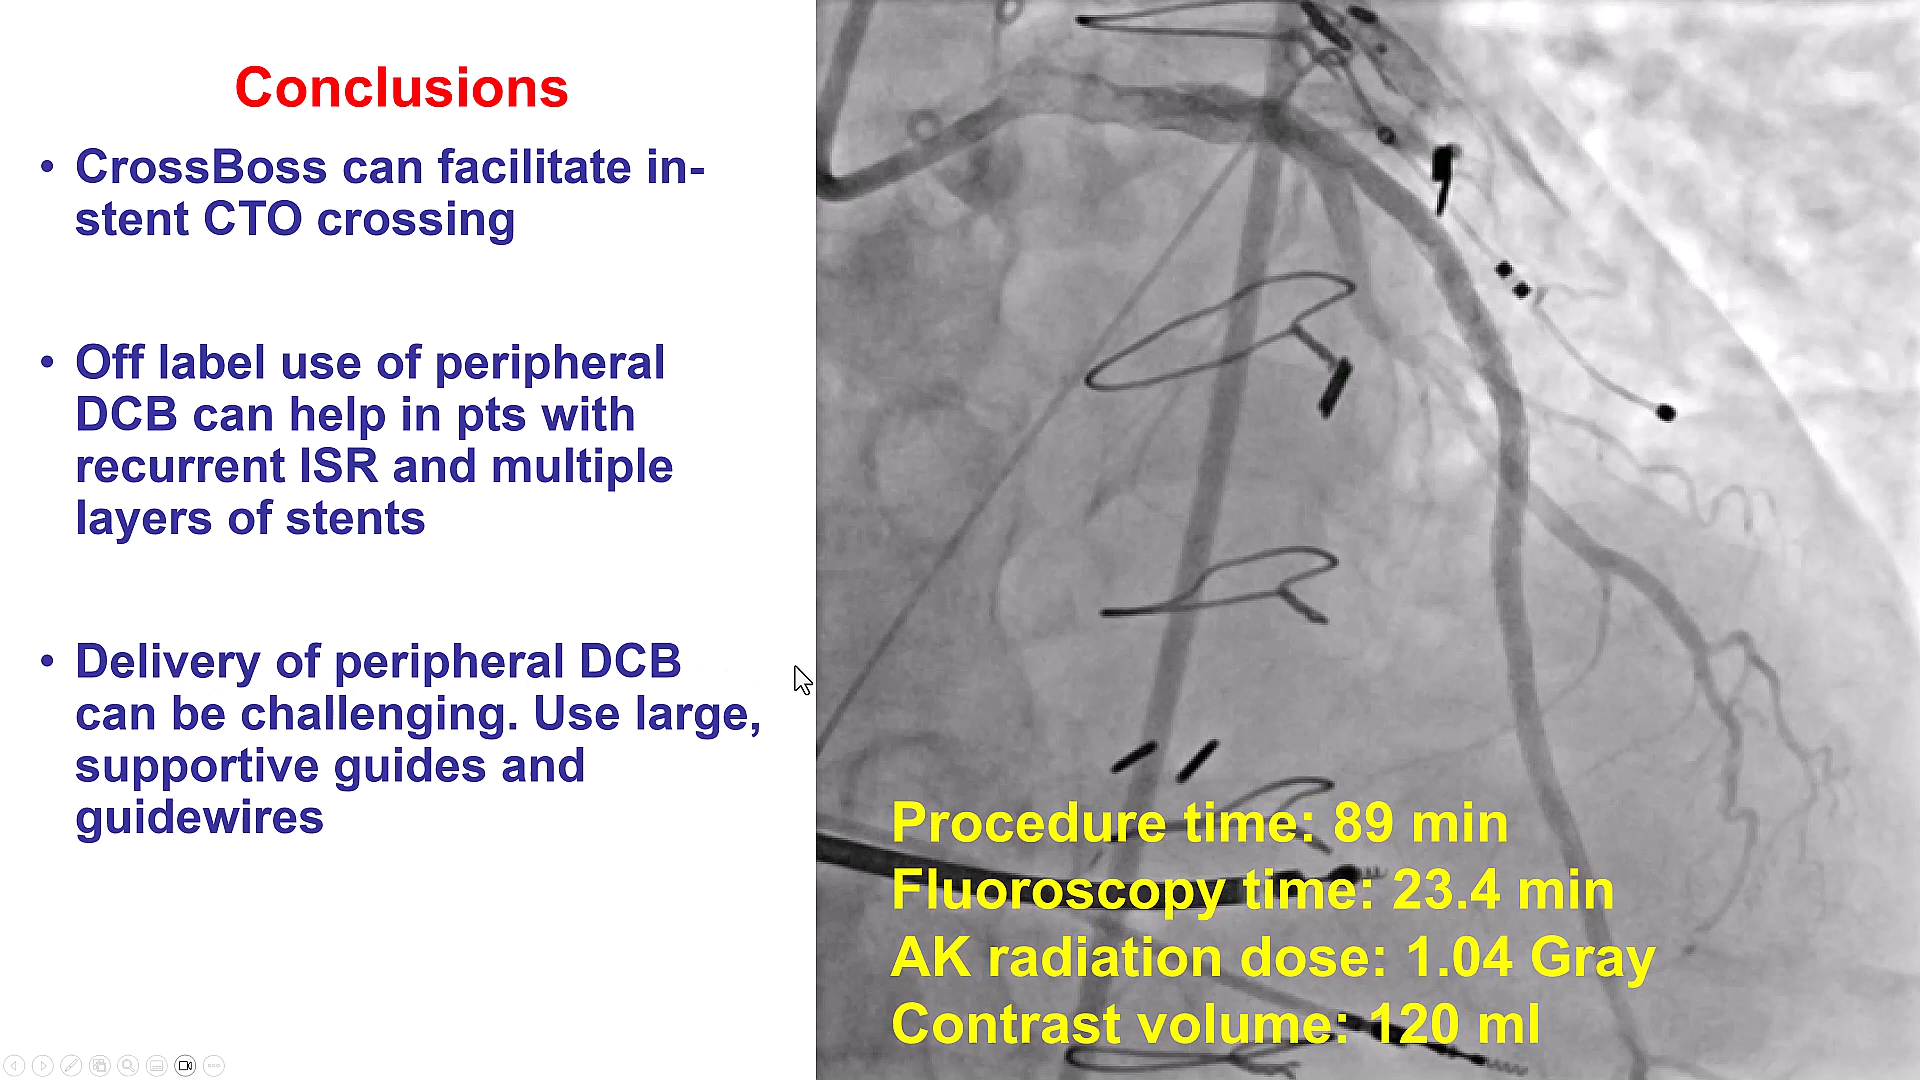 Conclusions
• CrossBoss can facilitate in-
stent CTO crossing
• Off label use of peripheral
DCB can help in pts with
recurrent ISR and multiple
layers of stents
• Delivery of peripheral DCB
can be challenging. Use large,
supportive guides and
guidewires
Procedure time: 89 min
Fluoroscopy time: 23.4 min
AK radiation dose: 1.04 Gray
Contrast volume: 120 ml